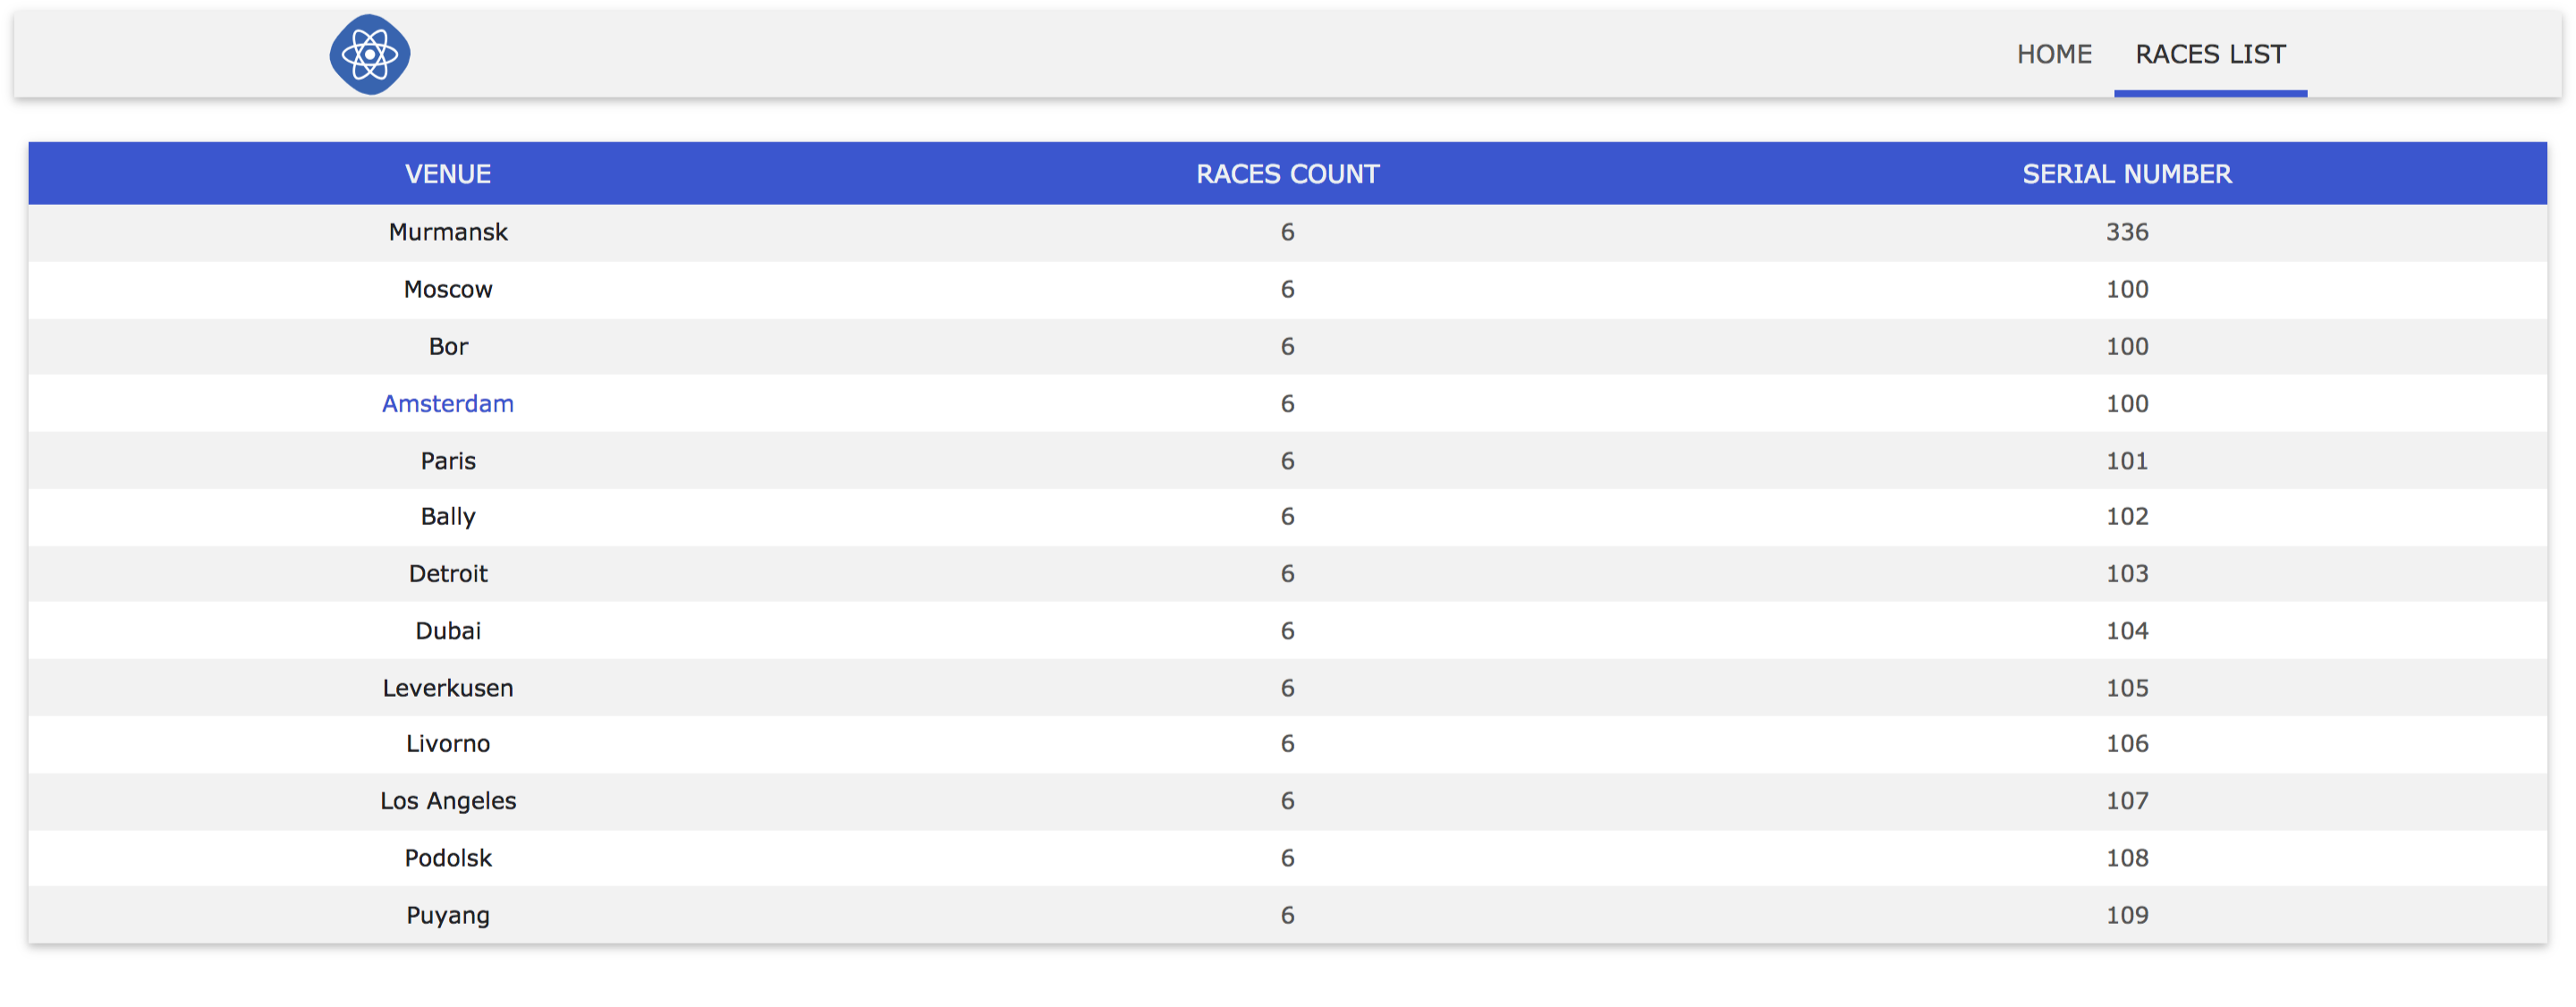 HOME RACES LIST
VENUE RACES COUNT SERIAL NUMBER
Murmansk 6 336
Moscow 6 100
Bor 6 100
Amsterdam 6 100
Paris 6 101
Bally 6 102
Detroit 6 103
Dubai 6 104
Leverkusen 6 105
Livorno 6 106
Los Angeles 6 107
Podolsk 6 108
Puyang 6 109